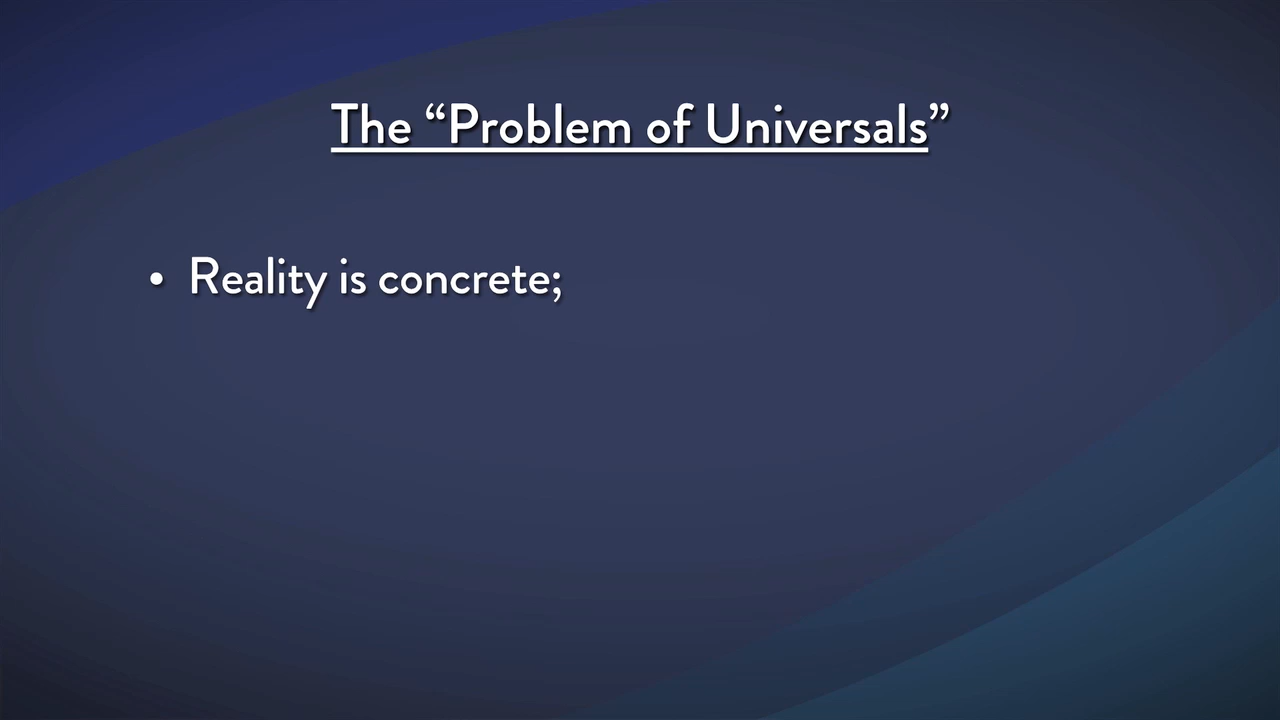 The “Problem of Universals”
• Reality is concrete;